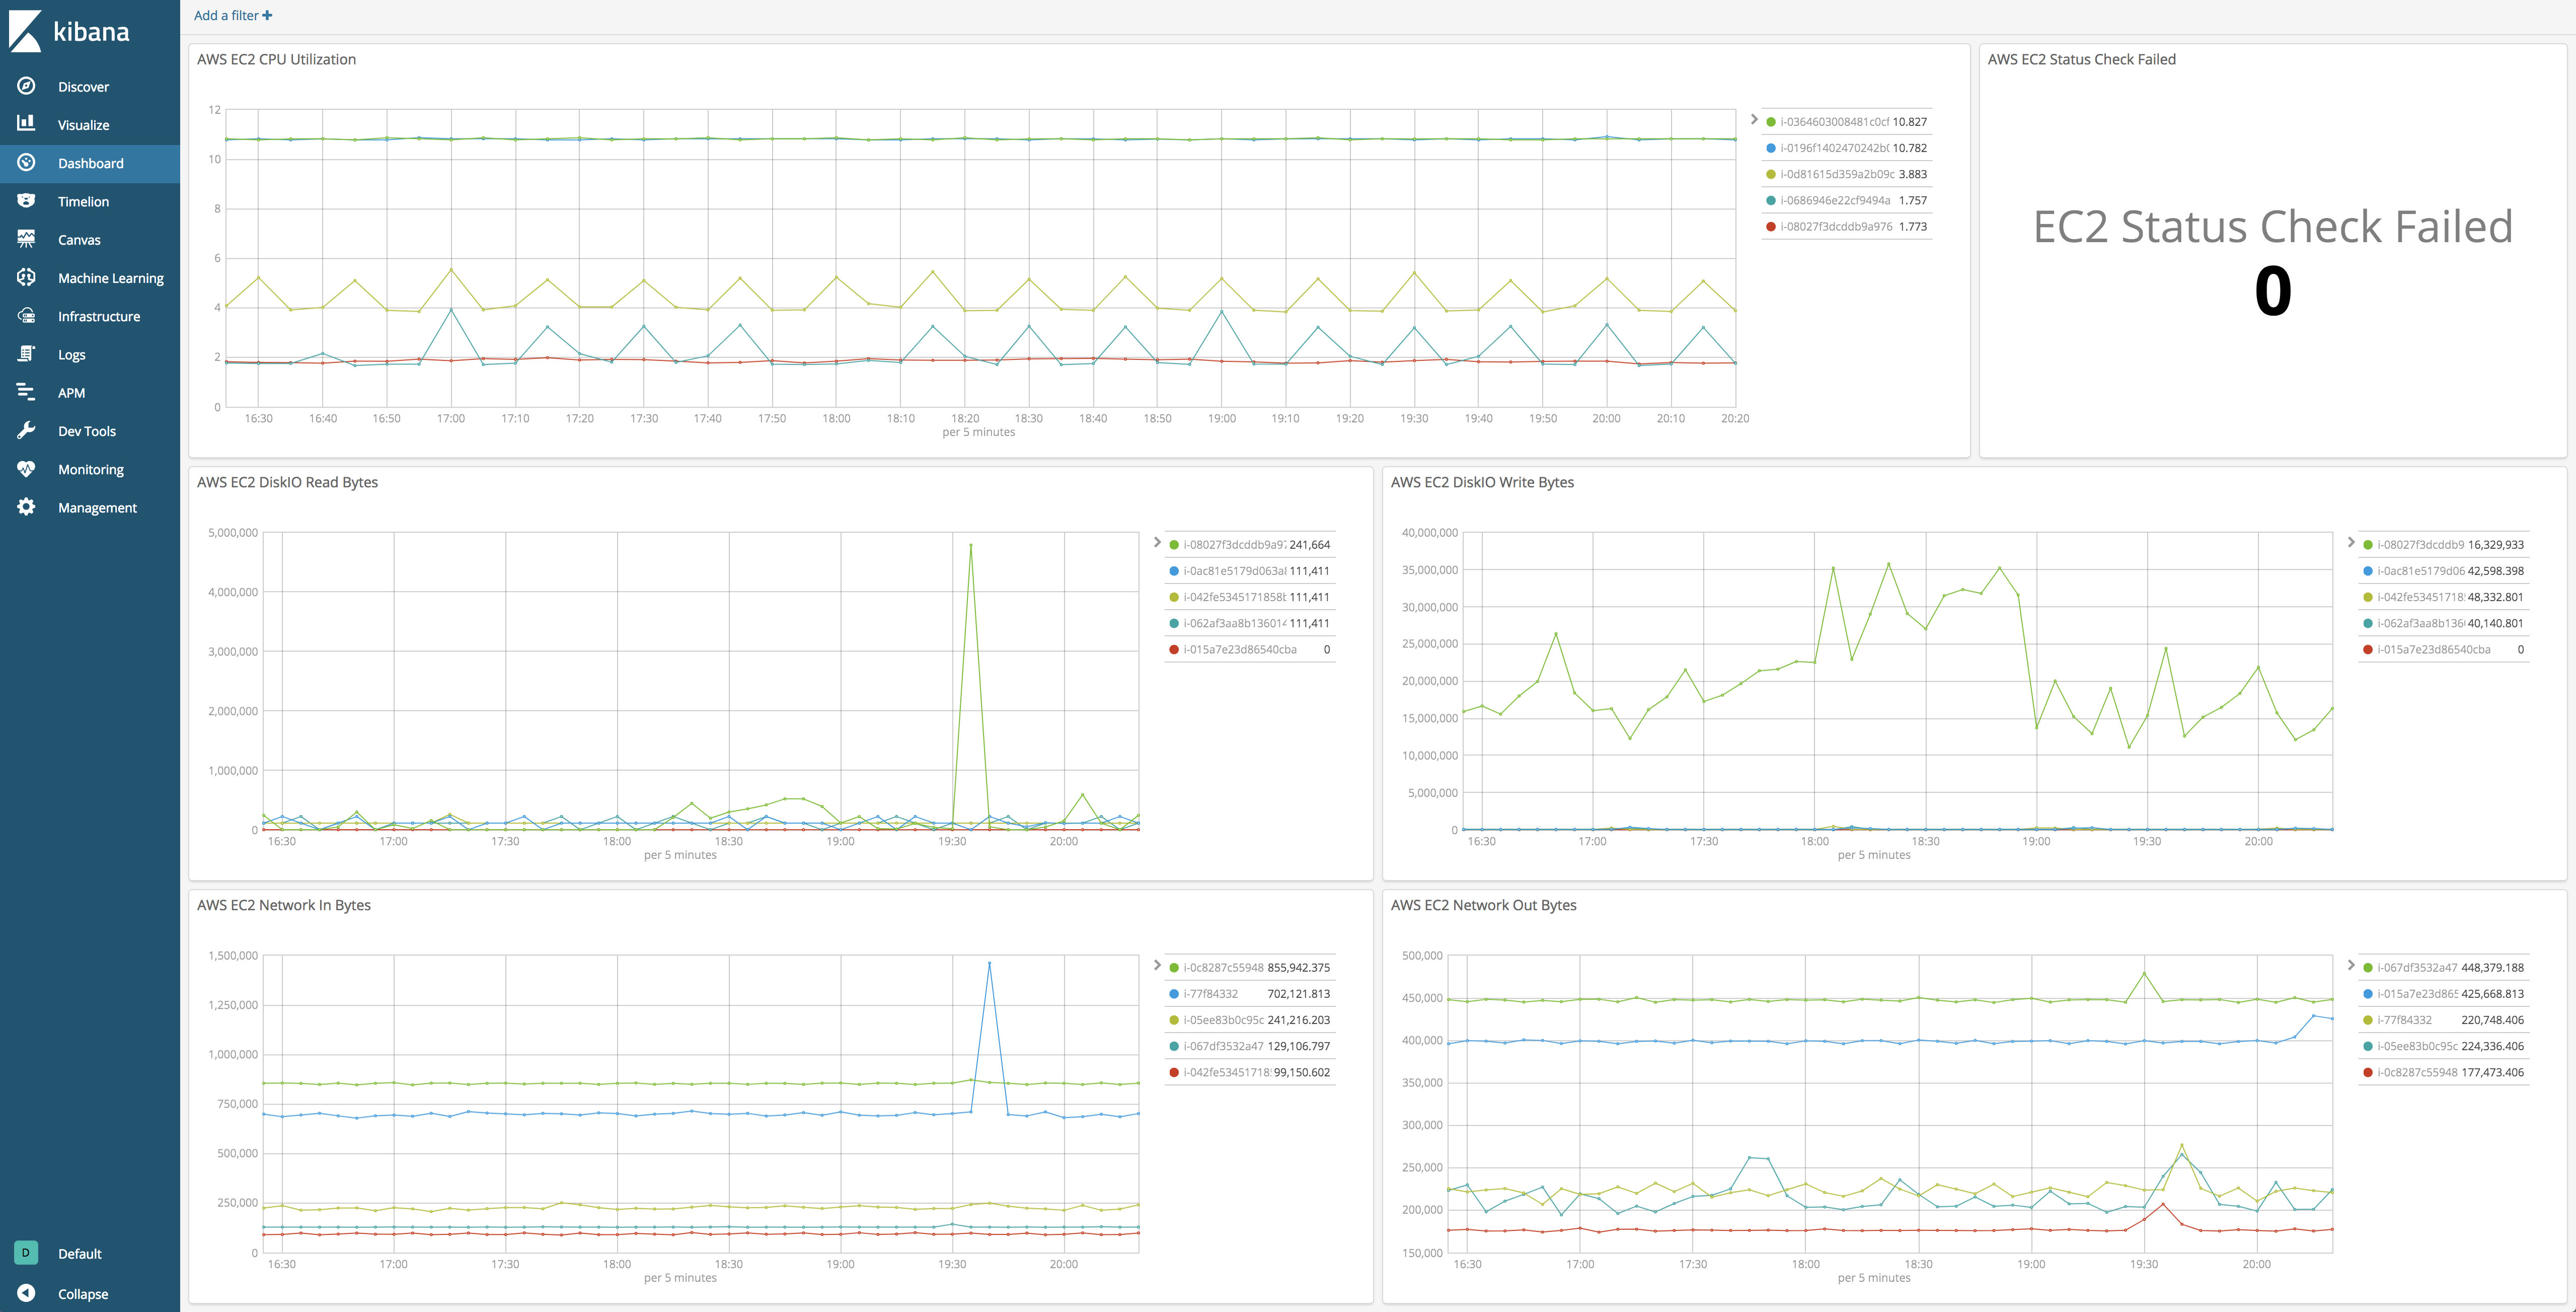 kibana
Discover
Visualize
Dashboard
Timelion
Canvas
Machine Learning
Infrastructure
Logs
APM
Dev Tools
Monitoring
Management
D Default
Collapse
Add a filter +
AWS EC2 CPU Utilization
12
10
8
6
4
2
0
16:30 16:40 16:50 17:00 17:10 17:20 17:30 17:40 17:50 18:00 18:10 18:20 18:30 18:40 18:50 19:00 19:10 19:20 19:30 19:40 19:50 20:00 20:10 20:20
per 5 minutes
i-0364603008481c0cf 10.827
i-0196f1402470242b( 10.782
i-0d81615d359a2b09c 3.883
i-0686946e22cf9494a 1.757
i-08027f3dcddb9a976 1.773
AWS EC2 Status Check Failed
EC2 Status Check Failed
0
AWS EC2 DiskIO Read Bytes
5,000,000
4,000,000
3,000,000
2,000,000
1,000,000
0
16:30 17:00 17:30 18:00 18:30 19:00 19:30 20:00
per 5 minutes
i-08027f3dcddb9a97 241,664
i-0ac81e5179d063a 111,411
i-042fe5345171858 111,411
i-062af3aa8b13601 111,411
i-015a7e23d86540cba 0
AWS EC2 DiskIO Write Bytes
40,000,000
35,000,000
30,000,000
25,000,000
20,000,000
15,000,000
10,000,000
5,000,000
0
16:30 17:00 17:30 18:00 18:30 19:00 19:30 20:00
per 5 minutes
i-08027f3dcddb9 16,329,933
i-0ac81e5179d06 42,598.398
i-042fe53451718 48,332.801
i-062af3aa8b136 40,140.801
i-015a7e23d86540cba 0
AWS EC2 Network In Bytes
1,500,000
1,250,000
1,000,000
750,000
500,000
250,000
0
16:30 17:00 17:30 18:00 18:30 19:00 19:30 20:00
per 5 minutes
i-0c8287c55948 855,942.375
i-77f84332 702,121.813
i-05ee83b0c95c 241,216.203
i-067df3532a47 129,106.797
i-042fe53451718 99,150.602
AWS EC2 Network Out Bytes
500,000
450,000
400,000
350,000
300,000
250,000
200,000
150,000
16:30 17:00 17:30 18:00 18:30 19:00 19:30 20:00
per 5 minutes
i-067df3532a47 448,379.188
i-015a7e23d865 425,668.813
i-77f84332 220,748.406
i-05ee83b0c95c 224,336.406
i-0c8287c55948 177,473.406